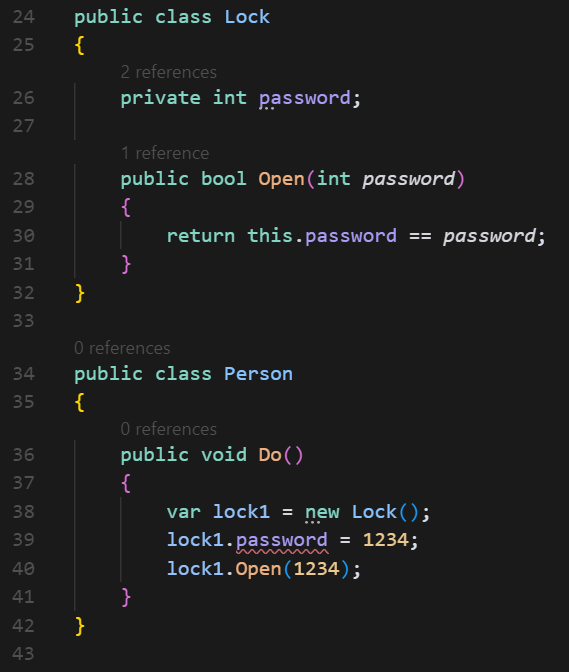 24 public class Lock
25 {
2 references
26 private int password;
27
1 reference
28 public bool Open(int password)
29 {
30 return this.password == password;
31 }
32 }
33
0 references
34 public class Person
35 {
0 references
36 public void Do()
37 {
38 var lock1 = new Lock();
39 lock1.password = 1234;
40 lock1.Open(1234);
41 }
42 }
43